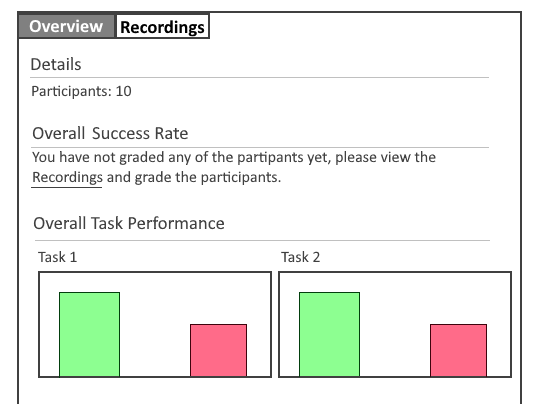 Overview Recordings
Details
Participants: 10
Overall Success Rate
You have not graded any of the partipants yet, please view the
Recordings and grade the participants.
Overall Task Performance
Task 1 Task 2